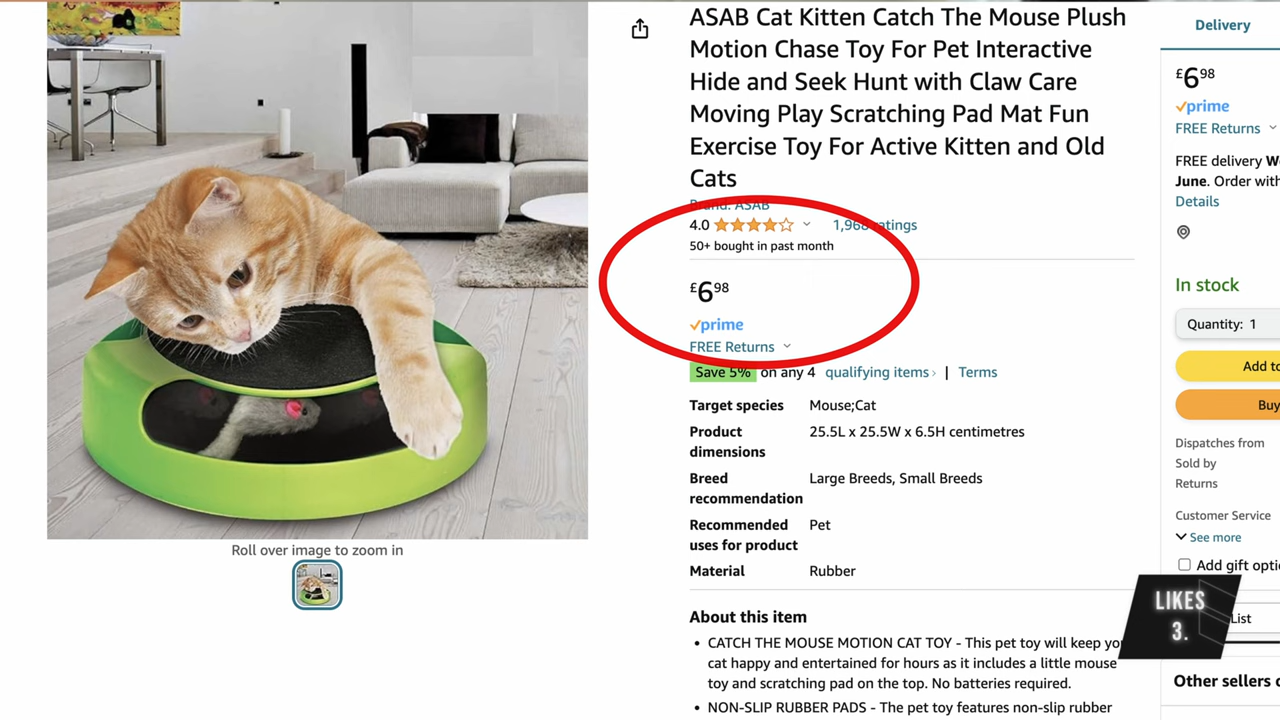 ASAB Cat Kitten Catch The Mouse Plush
Motion Chase Toy For Pet Interactive
Hide and Seek Hunt with Claw Care
Moving Play Scratching Pad Mat Fun
Exercise Toy For Active Kitten and Old
Cats
Brand: ASAB
4.0 1,968 ratings
50+ bought in past month
£698
prime
FREE Returns
Save 5% on any 4 qualifying items | Terms
Target species Mouse;Cat
Product dimensions 25.5L x 25.5W x 6.5H centimetres
Breed recommendation Large Breeds, Small Breeds
Recommended uses for product Pet
Material Rubber
About this item
• CATCH THE MOUSE MOTION CAT TOY - This pet toy will keep you
cat happy and entertained for hours as it includes a little mouse
toy and scratching pad on the top. No batteries required.
• NON-SLIP RUBBER PADS - The pet toy features non-slip rubber
Roll over image to zoom in
Delivery
£698
prime
FREE Returns
FREE delivery
June. Order with
Details
In stock
Quantity: 1
Add to
Buy
Dispatches from
Sold by
Returns
Customer Service
See more
Add gift
List
LIKES
3.
Other sellers